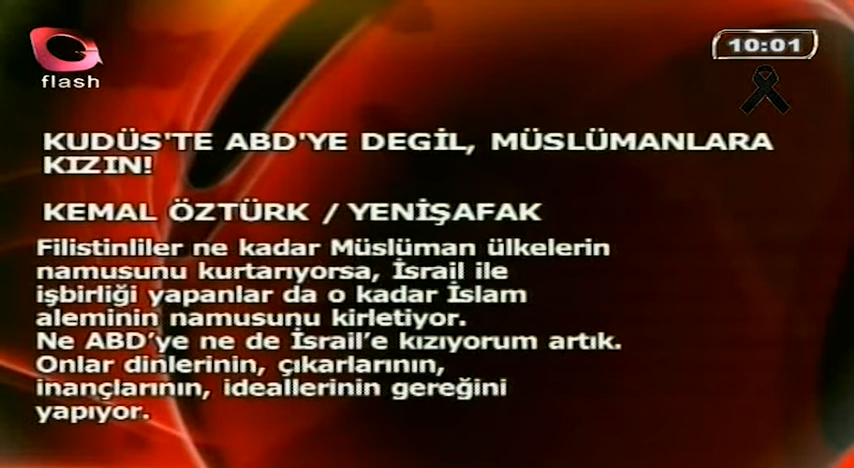 flash
10:01
KUDÜS'TE ABD'YE DEGİL, MÜSLÜMANLARA
KIZIN!
KEMAL ÖZTÜRK / YENİŞAFAK
Filistinliler ne kadar Müslüman ülkelerin
namusunu kurtarıyorsa, İsrail ile
işbirliği yapanlar da o kadar İslam
aleminin namusunu kirletiyor.
Ne ABD'ye ne de İsrail'e kızıyorum artık.
Onlar dinlerinin, çıkarlarının,
inançlarının, ideallerinin gereğini
yapıyor.